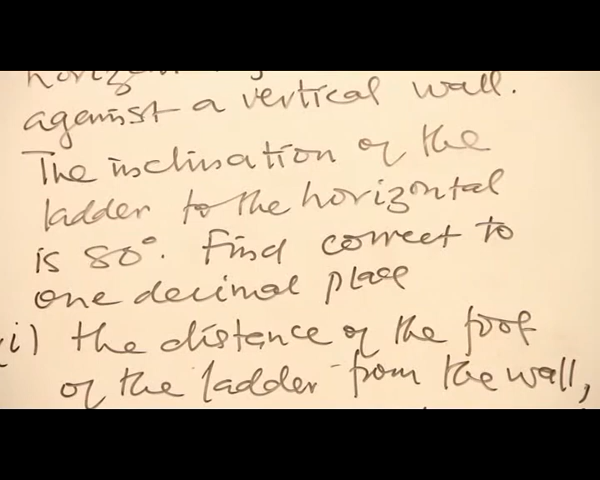 against a vertical wall.
The inclination of the
ladder to the horizontal
is 80°. Find correct to
one decimal place
(i) the distance of the foot
of the ladder from the wall,